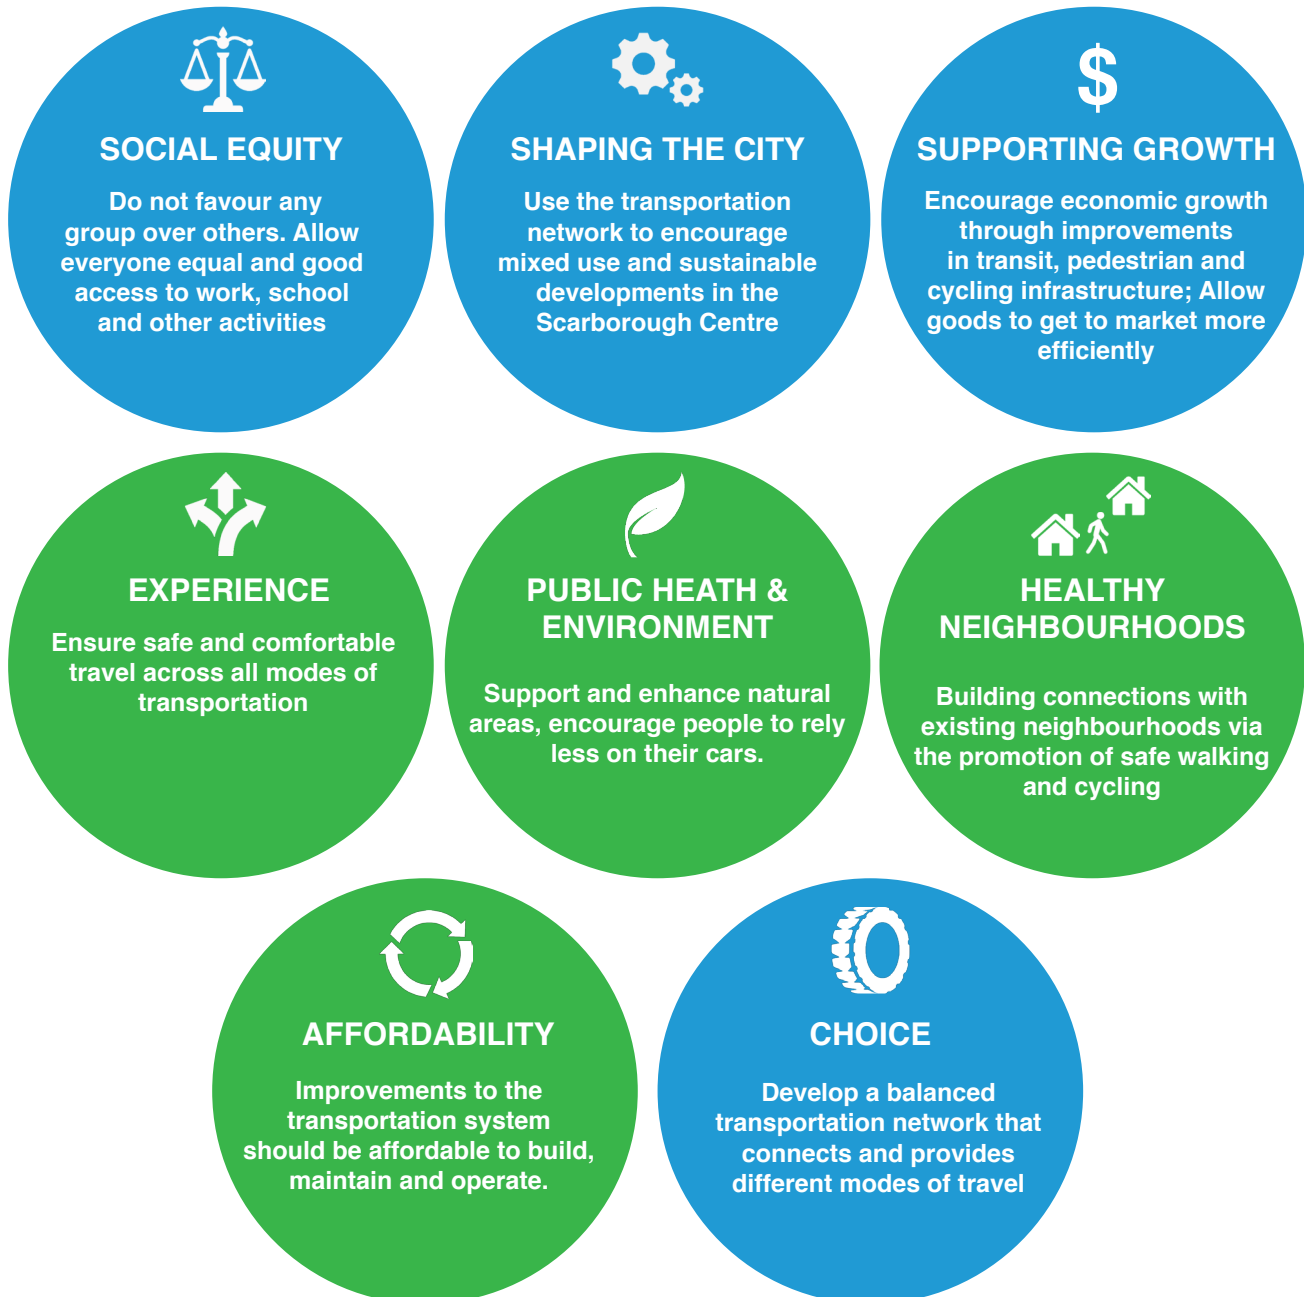 $
SOCIAL EQUITY
Do not favour any
group over others. Allow
everyone equal and good
access to work, school
and other activities
SHAPING THE CITY
Use the transportation
network to encourage
mixed use and sustainable
developments in the
Scarborough Centre
SUPPORTING GROWTH
Encourage economic growth
through improvements
in transit, pedestrian and
cycling infrastructure; Allow
goods to get to market more
efficiently
EXPERIENCE
Ensure safe and comfortable
travel across all modes of
transportation
PUBLIC HEATH &
ENVIRONMENT
Support and enhance natural
areas, encourage people to rely
less on their cars.
HEALTHY
NEIGHBOURHOODS
Building connections with
existing neighbourhoods via
the promotion of safe walking
and cycling
AFFORDABILITY
Improvements to the
transportation system
should be affordable to build,
maintain and operate.
CHOICE
Develop a balanced
transportation network that
connects and provides
different modes of travel